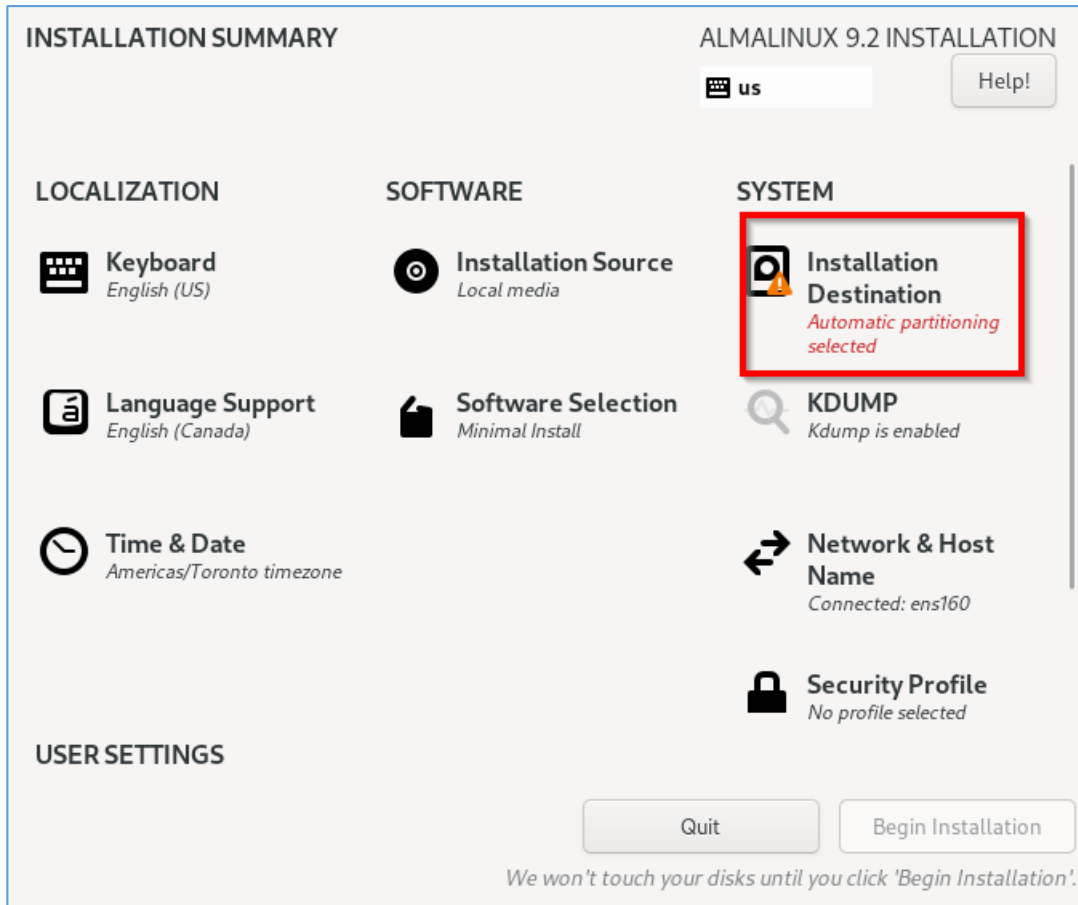 INSTALLATION SUMMARY
ALMALINUX 9.2 INSTALLATION
us
Help!
LOCALIZATION
Keyboard
English (US)
Language Support
English (Canada)
Time & Date
Americas/Toronto timezone
SOFTWARE
Installation Source
Local media
Software Selection
Minimal Install
SYSTEM
Installation
Destination
Automatic partitioning
selected
KDUMP
Kdump is enabled
Network & Host
Name
Connected: ens160
Security Profile
No profile selected
USER SETTINGS
Quit
Begin Installation
We won't touch your disks until you click 'Begin Installation'.